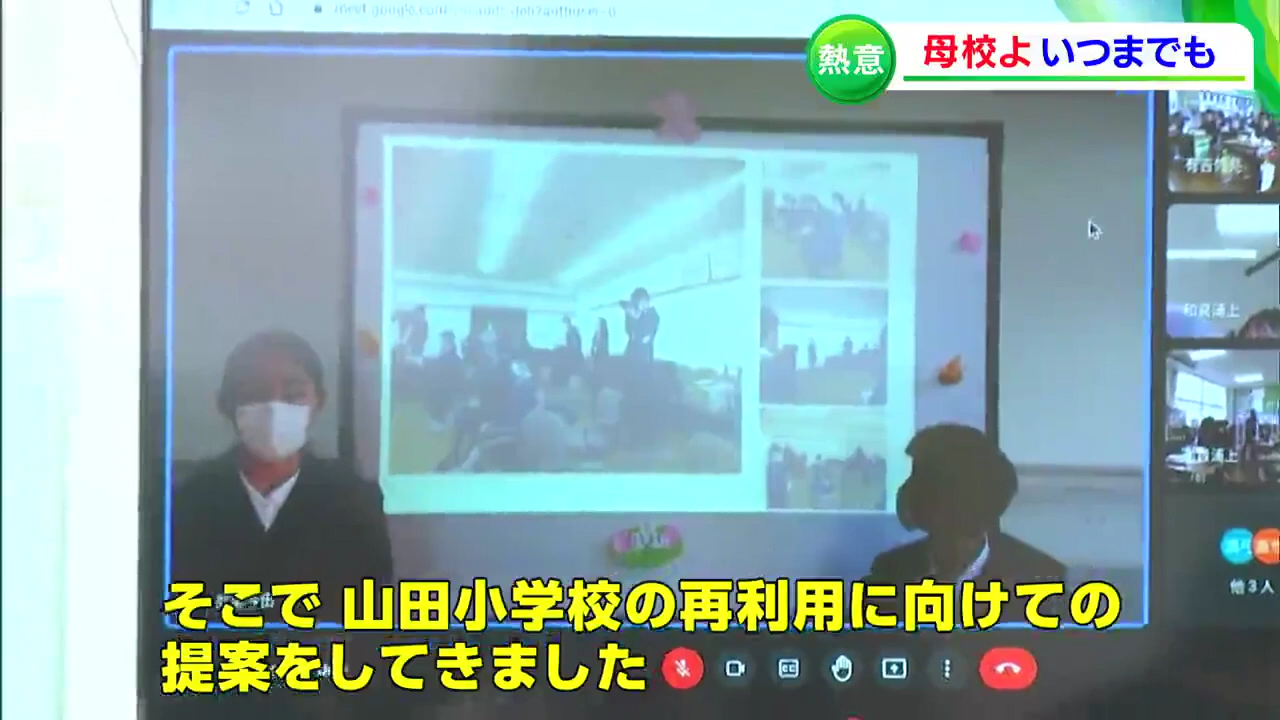 熱意
母校よ いつまでも
有吉
和良
浦上
他3人
そこで 山田小学校の再利用に向けての
提案をしてきました